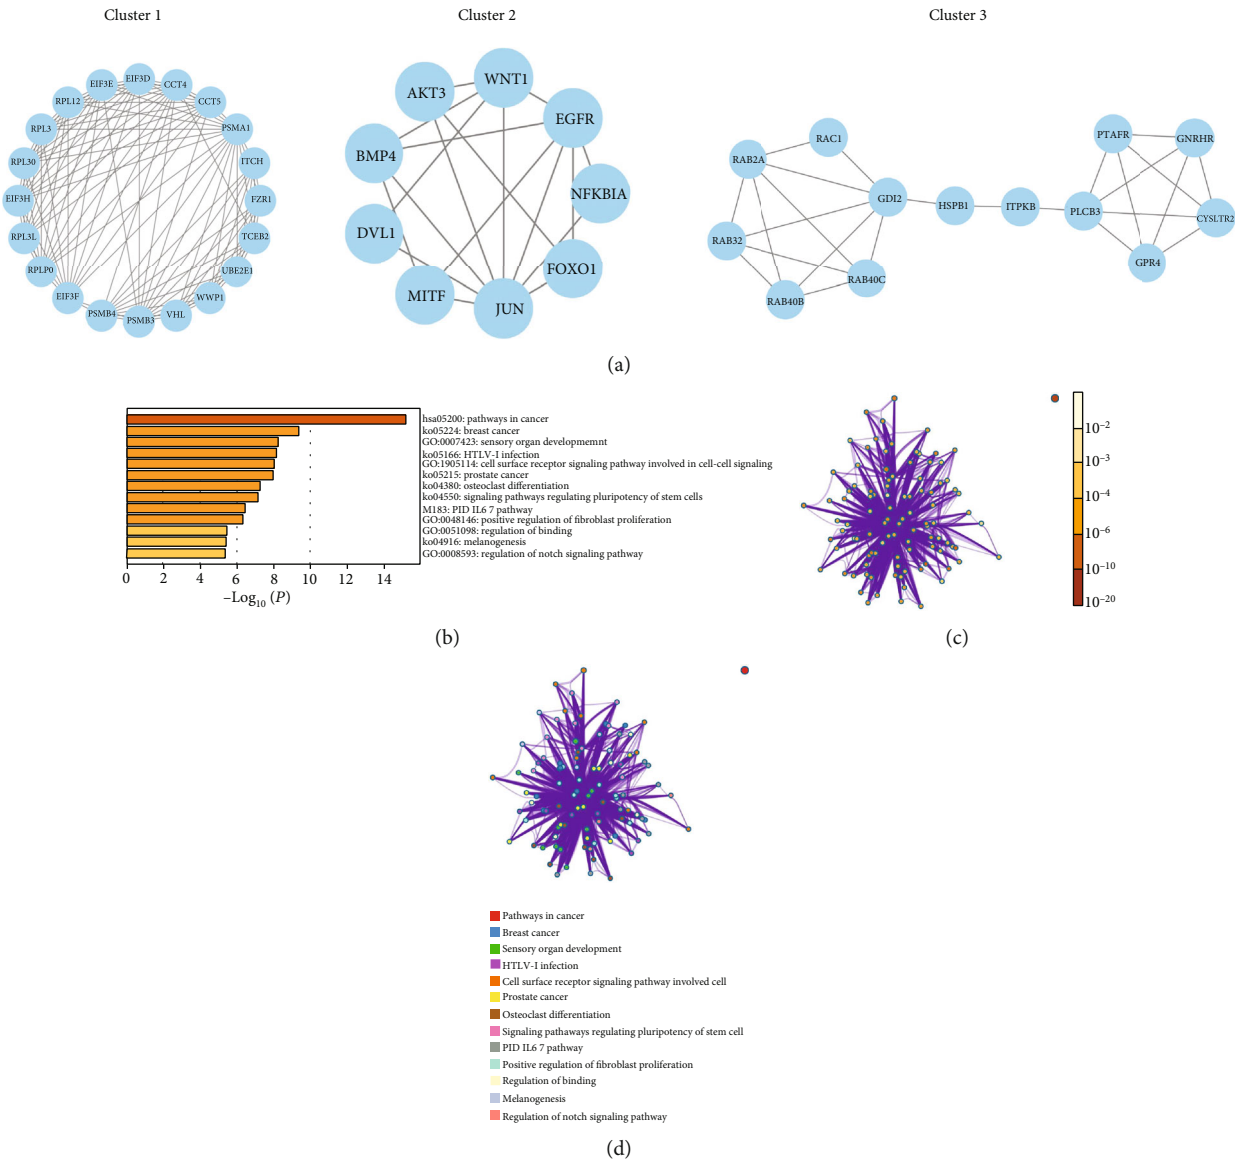 Cluster 1
Cluster 2
Cluster 3
EIF3E
EIF3D
CCT4
RPL12
CCT5
RPL3
PSMA1
RPL30
ITCH
EIF3H
FZR1
RPL3L
TCEB2
RPLP0
UBE2E1
EIF3F
WWP1
PSMB4
PSMB3
VHL
WNT1
AKT3
EGFR
BMP4
NFKBIA
DVL1
FOXO1
MITF
JUN
RAC1
RAB2A
GDI2
HSPB1
ITPKB
RAB32
RAB40C
RAB40B
PTAFR
GNRHR
PLCB3
CYSLTR2
GPR4
(a)
hsa05200: pathways in cancer
ko05224: breast cancer
GO:0007423: sensory organ developmemnt
ko05166: HTLV-I infection
GO:1905114: cell surface receptor signaling pathway involved in cell-cell signaling
ko05215: prostate cancer
ko04380: osteoclast differentiation
ko04550: signaling pathways regulating pluripotency of stem cells
M183: PID IL6 7 pathway
GO:0048146: positive regulation of fibroblast proliferation
GO:0051098: regulation of binding
ko04916: melanogenesis
GO:0008593: regulation of notch signaling pathway
0 2 4 6 8 10 12 14
–Log10 (P)
(b)
10–2
10–3
10–4
10–6
10–10
10–20
(c)
Pathways in cancer
Breast cancer
Sensory organ development
HTLV-I infection
Cell surface receptor signaling pathway involved cell
Prostate cancer
Osteoclast differentiation
Signaling pathaways regulating pluripotency of stem cell
PID IL6 7 pathway
Positive regulation of fibroblast proliferation
Regulation of binding
Melanogenesis
Regulation of notch signaling pathway
(d)